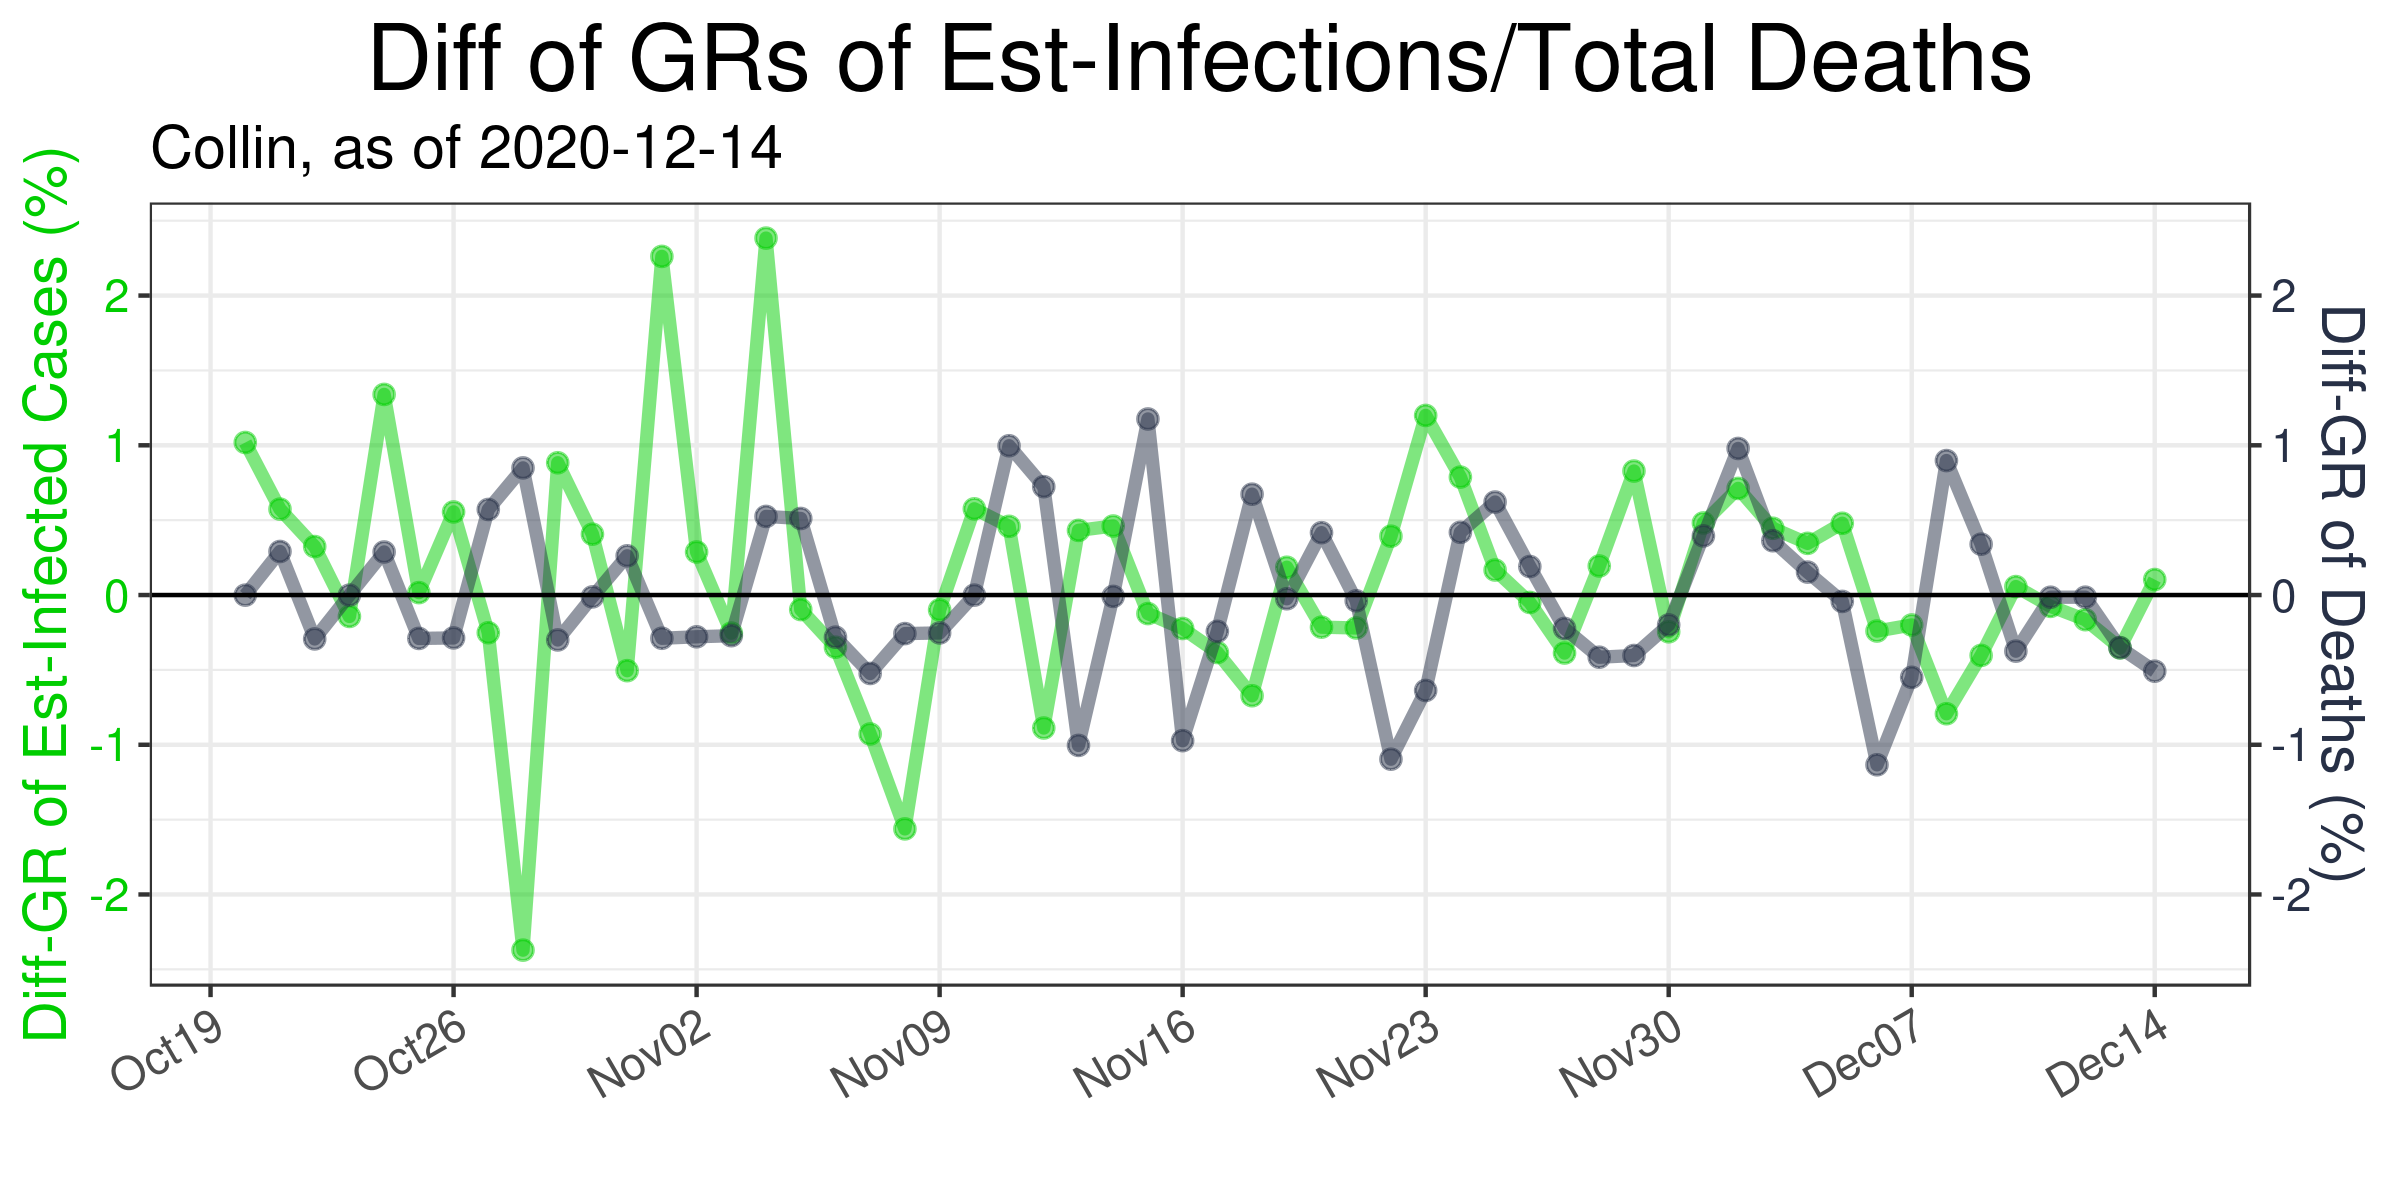 Diff of GRs of Est-Infections/Total Deaths
Collin, as of 2020-12-14
Diff-GR of Est-Infected Cases (%)
2
1
0
-1
-2
2
1
0
-1
-2
Diff-GR of Deaths (%)
Oct19
Oct26
Nov02
Nov09
Nov16
Nov23
Nov30
Dec07
Dec14